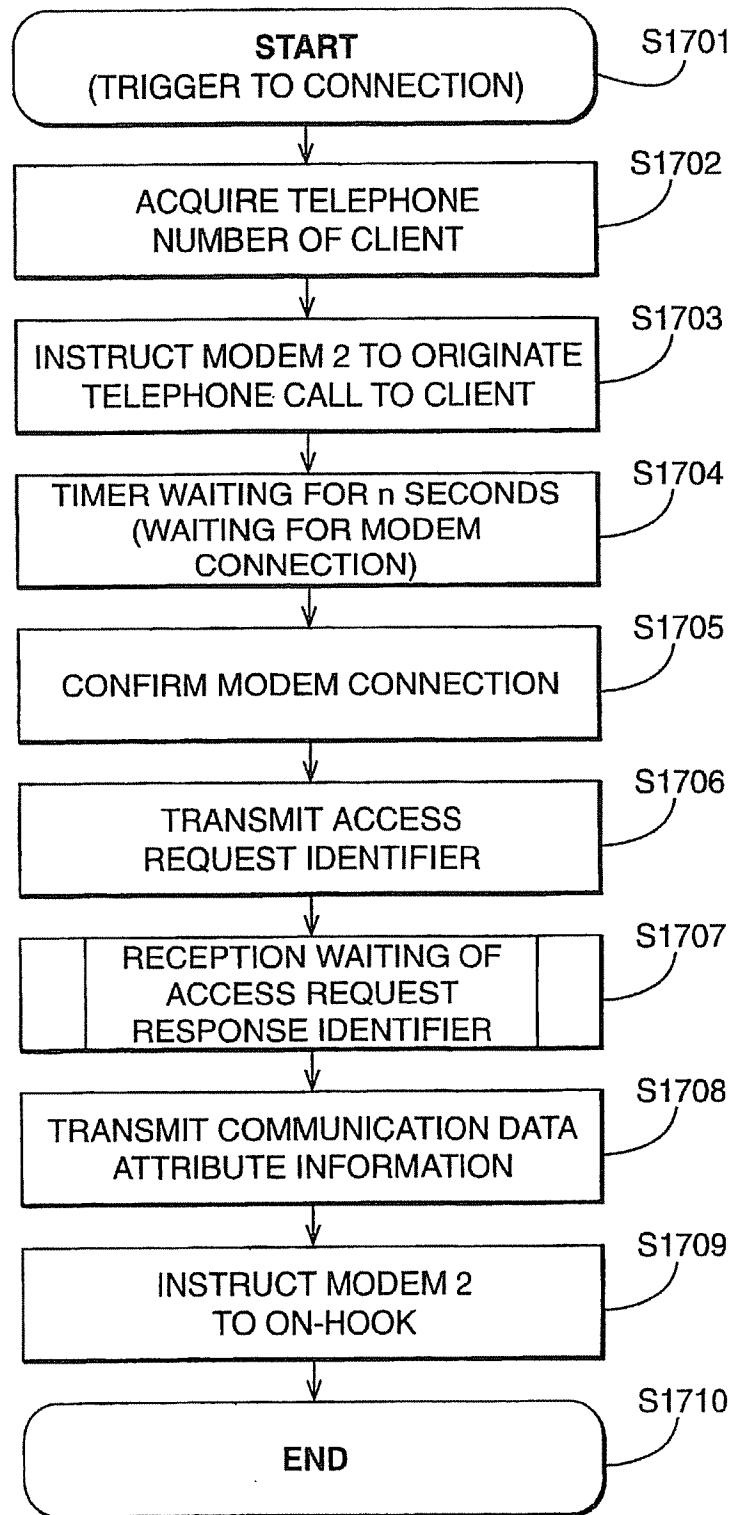 START
(TRIGGER TO CONNECTION)
S1701
S1702
ACQUIRE TELEPHONE
NUMBER OF CLIENT
S1703
INSTRUCT MODEM 2 TO ORIGINATE
TELEPHONE CALL TO CLIENT
S1704
TIMER WAITING FOR n SECONDS
(WAITING FOR MODEM
CONNECTION)
S1705
CONFIRM MODEM CONNECTION
S1706
TRANSMIT ACCESS
REQUEST IDENTIFIER
S1707
RECEPTION WAITING OF
ACCESS REQUEST
RESPONSE IDENTIFIER
S1708
TRANSMIT COMMUNICATION DATA
ATTRIBUTE INFORMATION
S1709
INSTRUCT MODEM 2
TO ON-HOOK
S1710
END